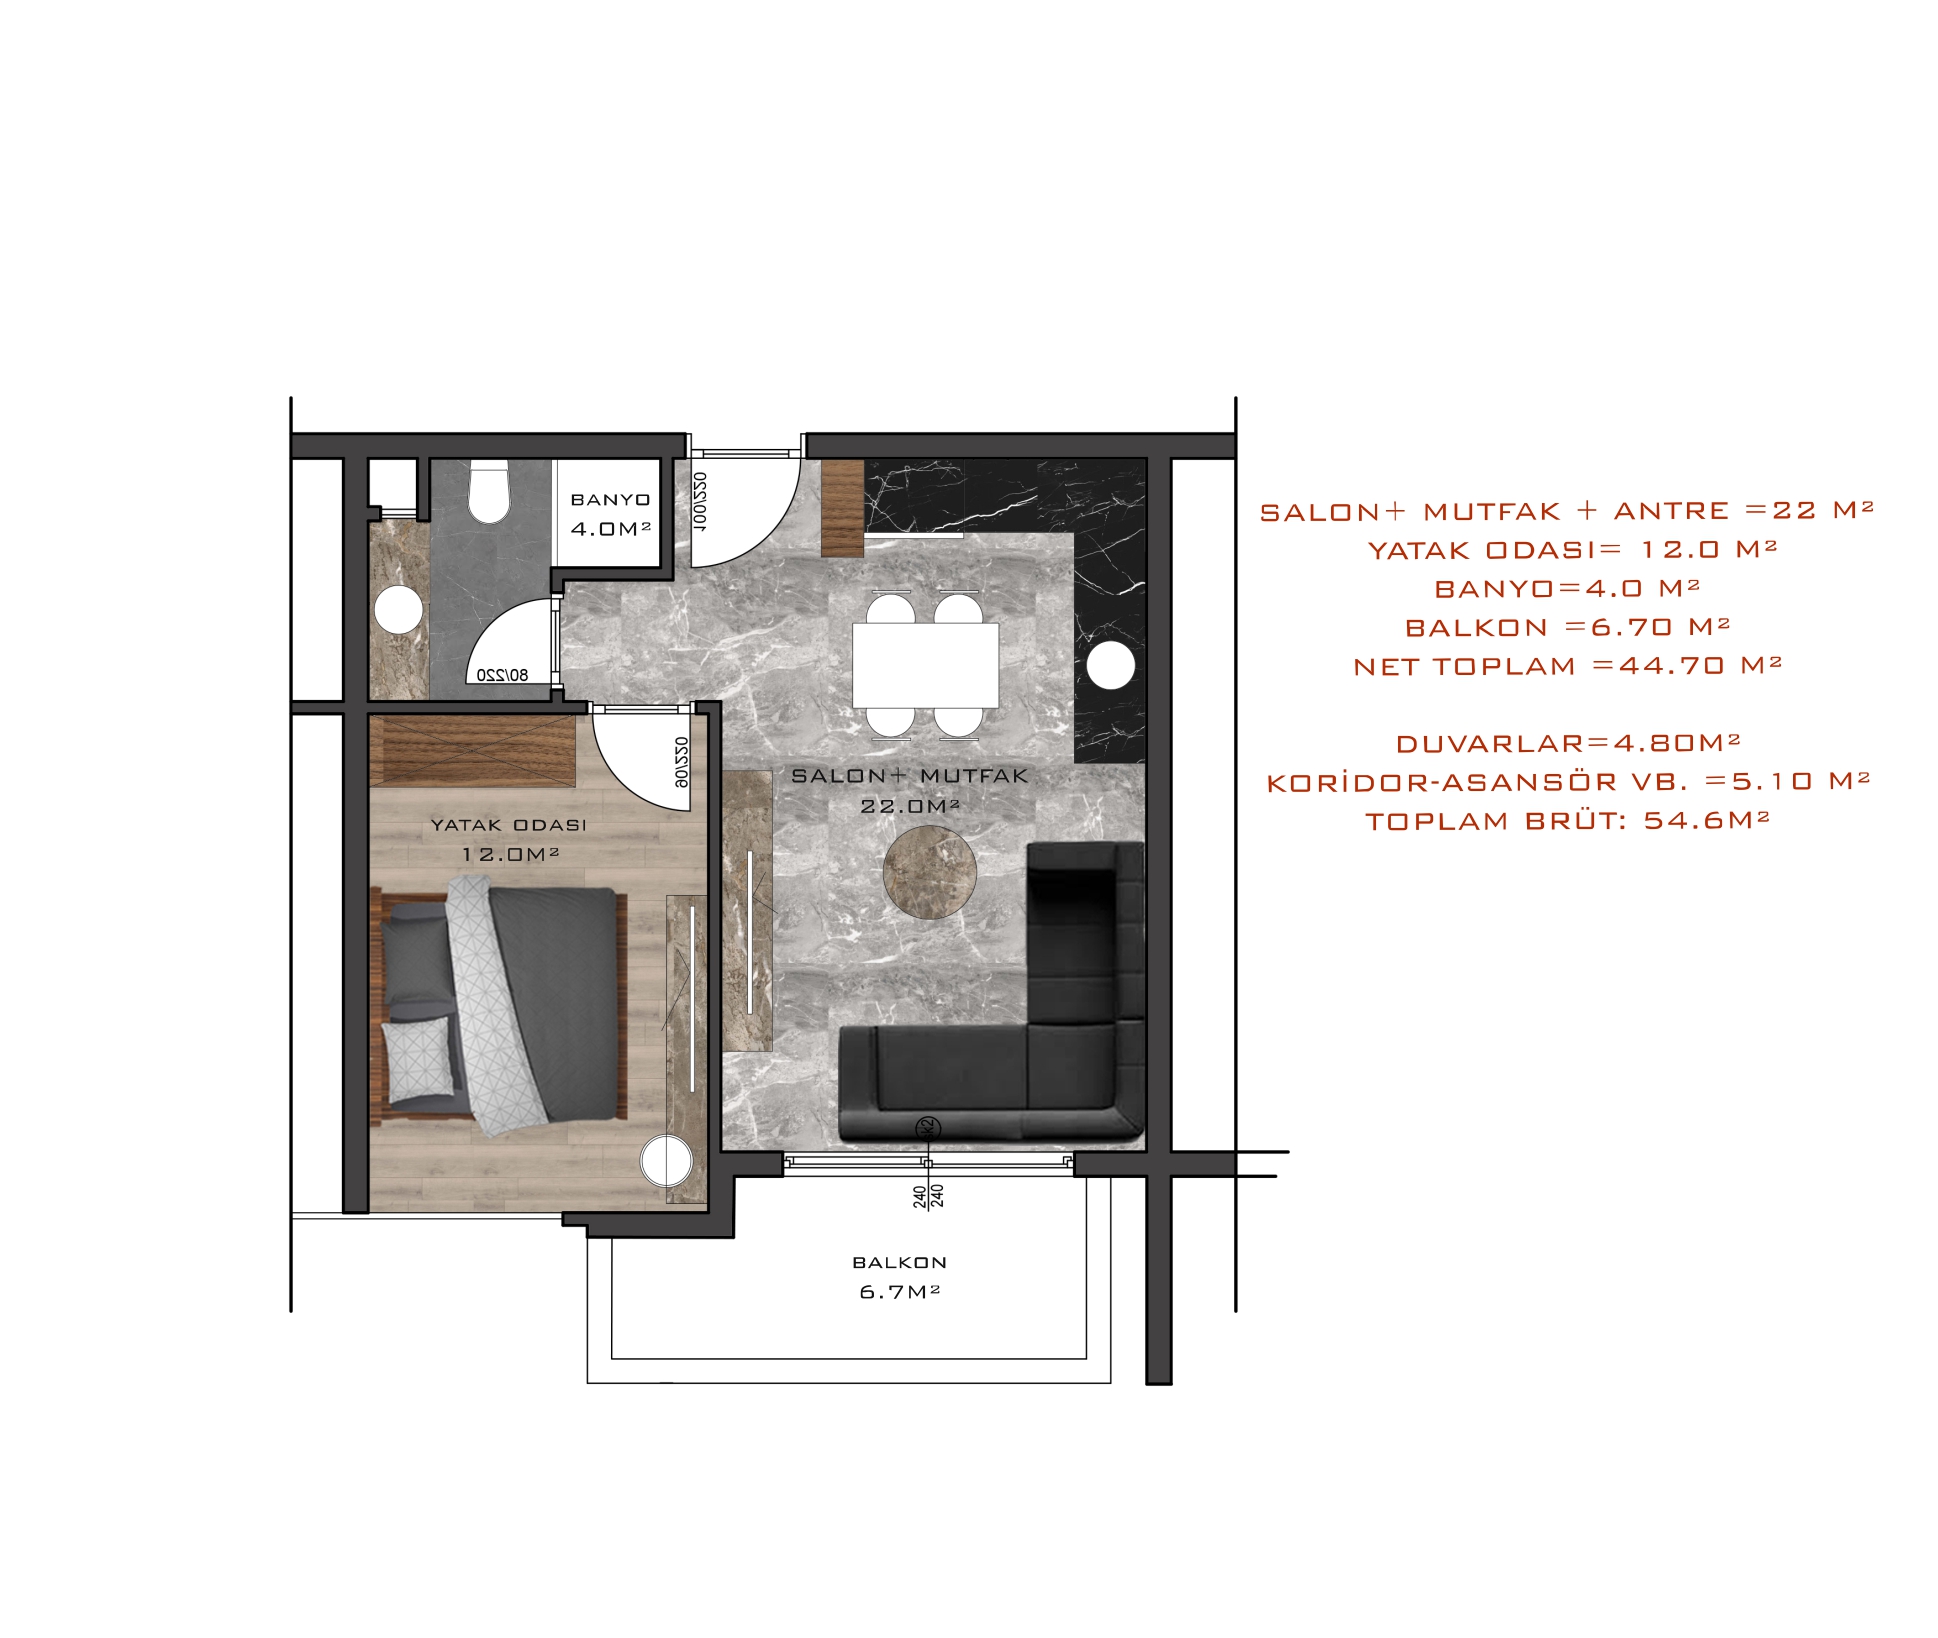 BANYO
4.0M²
100/220
80/220
90/220
SALON+ MUTFAK
22.0M²
YATAK ODASI
12.0M²
k2
240
240
BALKON
6.7M²
SALON+ MUTFAK + ANTRE =22 M²
YATAK ODASI= 12.0 M²
BANYO=4.0 M²
BALKON =6.70 M²
NET TOPLAM =44.70 M²
DUVARLAR=4.80M²
KORİDOR-ASANSÖR VB. =5.10 M²
TOPLAM BRÜT: 54.6M²